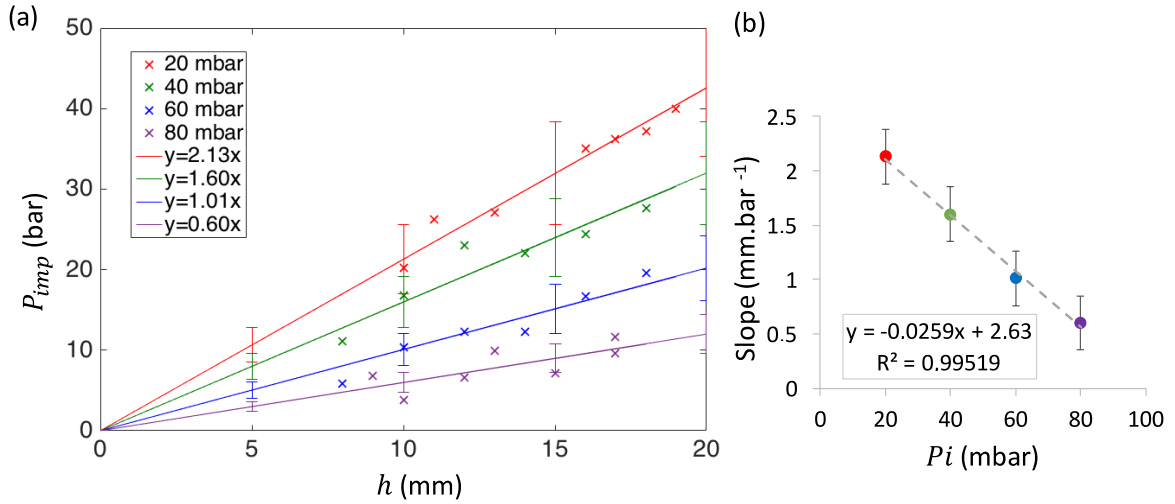 (a)
50
40
30
20
10
0
P_imp (bar)
20 mbar
40 mbar
60 mbar
80 mbar
y=2.13x
y=1.60x
y=1.01x
y=0.60x
0
5
10
15
20
h (mm)
(b)
2.5
2
1.5
1
0.5
0
Slope (mm.bar ⁻¹)
y = -0.0259x + 2.63
R² = 0.99519
0
20
40
60
80
100
Pi (mbar)